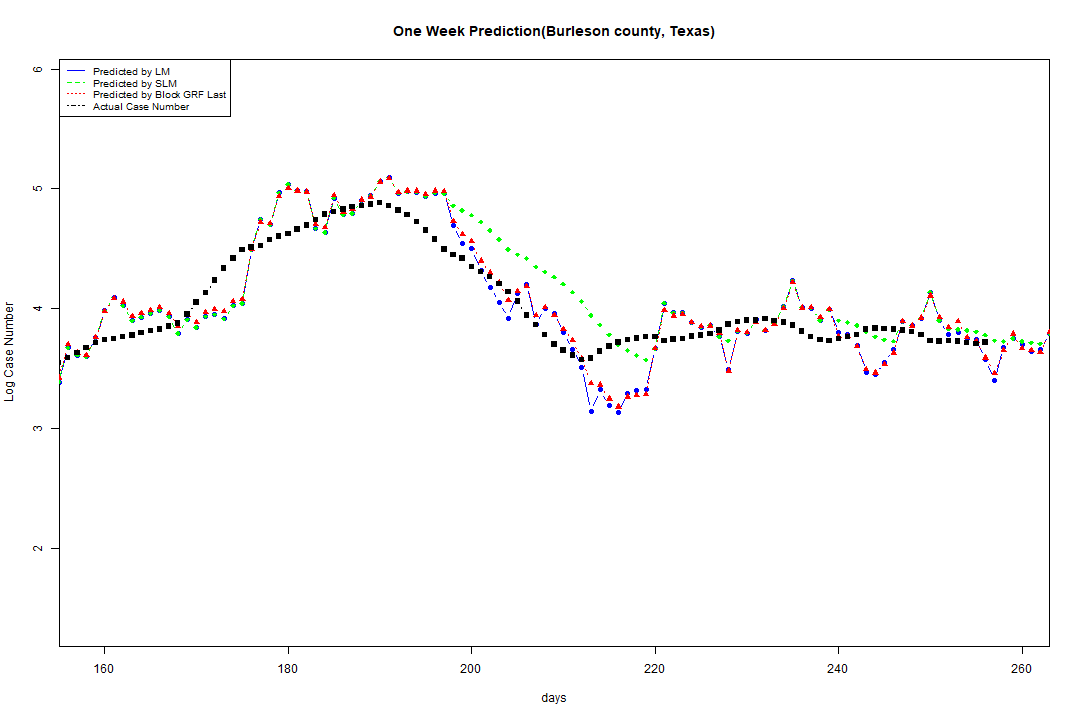 One Week Prediction(Burleson county, Texas)
Predicted by LM
Predicted by SLM
Predicted by Block GRF Last
Actual Case Number
6
5
4
3
2
Log Case Number
160 180 200 220 240 260
days